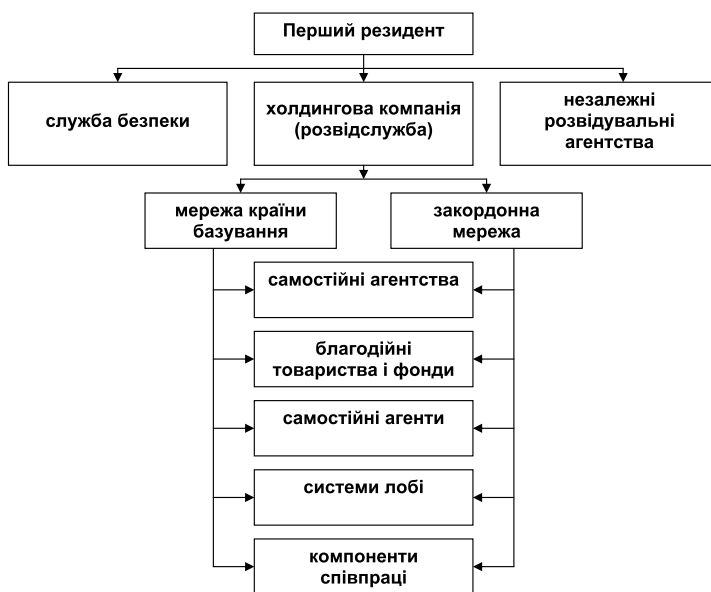 Перший резидент
служба безпеки
холдингова компанія
(розвідслужба)
незалежні
розвідувальні
агентства
мережа країни
базування
закордонна
мережа
самостійні агентства
благодійні
товариства і фонди
самостійні агенти
системи лобі
компоненти
співпраці